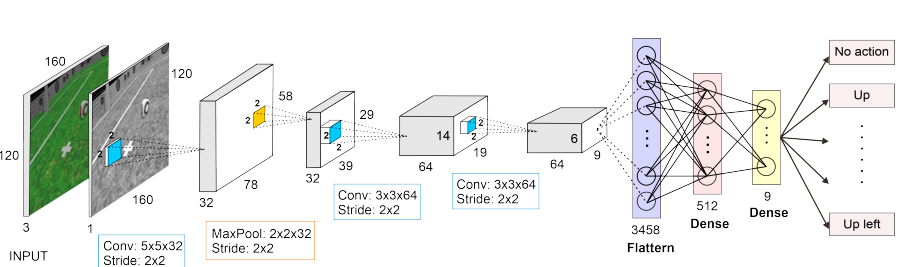 160
120
120
3
INPUT
2
2
160
1
Conv: 5x5x32
Stride: 2x2
58
2
2
78
32
MaxPool: 2x2x32
Stride: 2x2
29
2
2
39
32
Conv: 3x3x64
Stride: 2x2
14
2
2
19
64
Conv: 3x3x64
Stride: 2x2
6
9
64
3458
Flattern
512
Dense
9
Dense
No action
Up
Up left